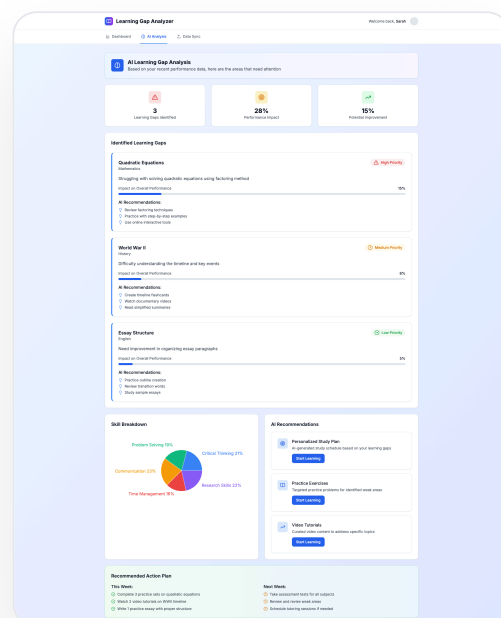 Learning Gap Analyzer
Welcome back, Sarah
Dashboard
AI Analysis
Data Sync
AI Learning Gap Analysis
Based on your recent performance data, here are the areas that need attention
3
Learning Gaps Identified
28%
Performance Impact
15%
Potential Improvement
Identified Learning Gaps
Quadratic Equations
High Priority
Mathematics
Struggling with solving quadratic equations using factoring method
Impact on Overall Performance
15%
AI Recommendations:
Review factoring techniques
Practice with step-by-step examples
Use online interactive tools
World War II
Medium Priority
History
Difficulty understanding the timeline and key events
Impact on Overall Performance
8%
AI Recommendations:
Create timeline flashcards
Watch documentary videos
Read simplified summaries
Essay Structure
Low Priority
English
Need improvement in organizing essay paragraphs
Impact on Overall Performance
5%
AI Recommendations:
Practice outline creation
Review transition words
Study sample essays
Skill Breakdown
Problem Solving 19%
Critical Thinking 21%
Communication 23%
Research Skills 22%
Time Management 16%
AI Recommendations
Personalized Study Plan
AI-generated study schedule based on your learning gaps
Start Learning
Practice Exercises
Targeted practice problems for identified weak areas
Start Learning
Video Tutorials
Curated video content to address specific topics
Start Learning
Recommended Action Plan
This Week:
Complete 3 practice sets on quadratic equations
Watch 2 video tutorials on WWII timeline
Write 1 practice essay with proper structure
Next Week:
Take assessment tests for all subjects
Review and revise weak areas
Schedule tutoring sessions if needed